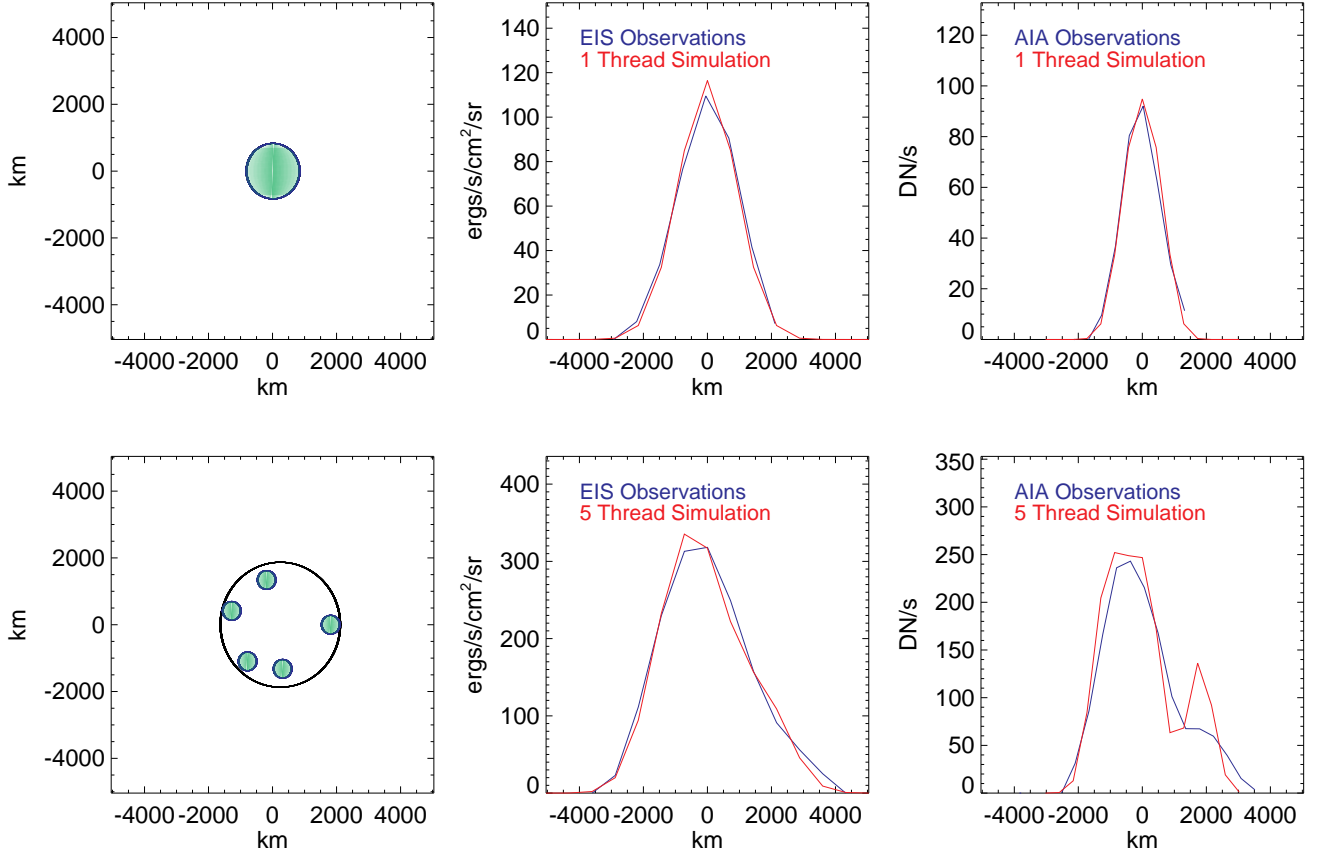 4000
2000
0
-2000
-4000
km
-4000 -2000 0 2000 4000
km
140
120
100
80
60
40
20
0
ergs/s/cm²/sr
EIS Observations
1 Thread Simulation
-4000 -2000 0 2000 4000
km
120
100
80
60
40
20
0
DN/s
AIA Observations
1 Thread Simulation
-4000 -2000 0 2000 4000
km
4000
2000
0
-2000
-4000
km
-4000 -2000 0 2000 4000
km
400
300
200
100
0
ergs/s/cm²/sr
EIS Observations
5 Thread Simulation
-4000 -2000 0 2000 4000
km
350
300
250
200
150
100
50
0
DN/s
AIA Observations
5 Thread Simulation
-4000 -2000 0 2000 4000
km